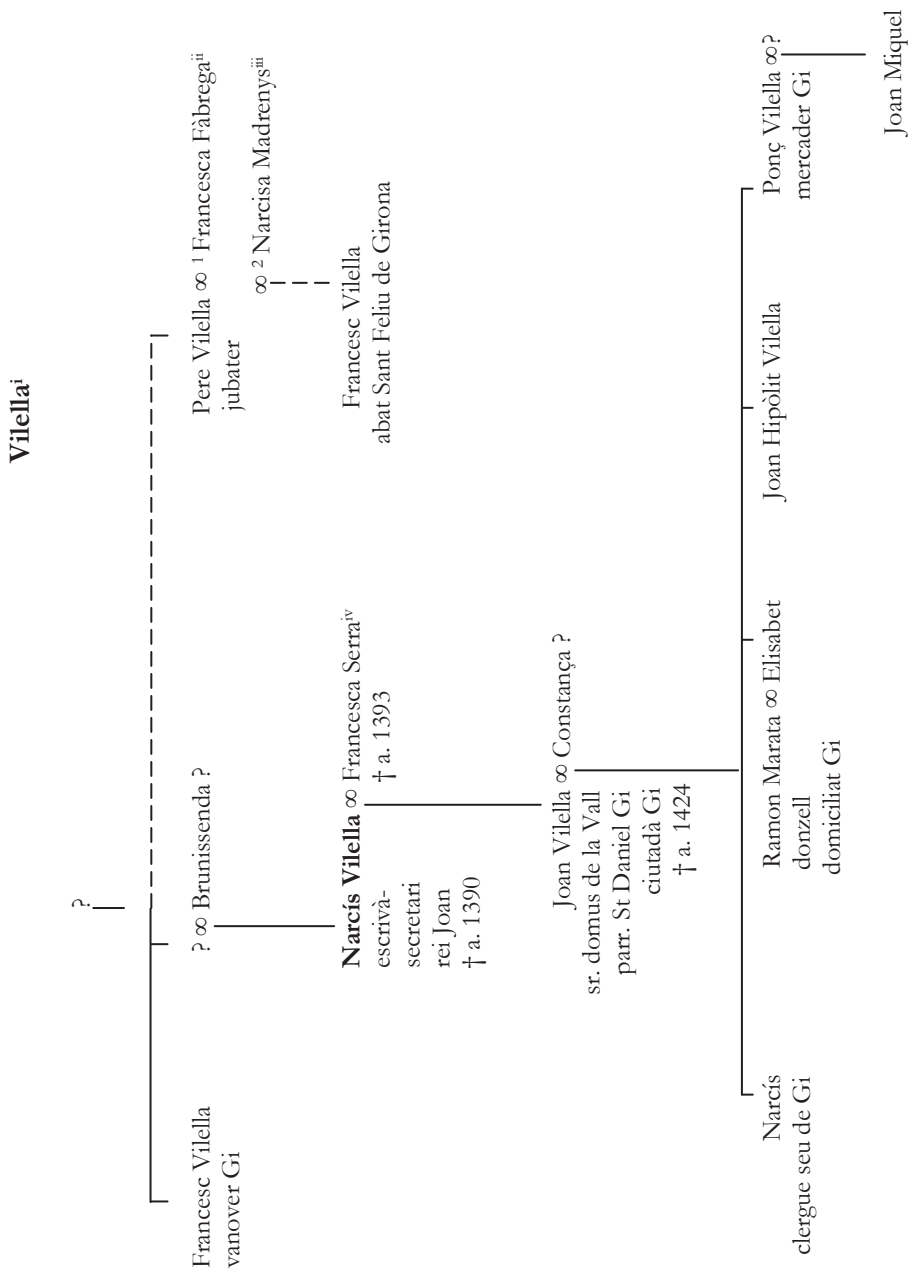 Vilellaⁱ
?
Francesc Vilella
vanover Gi
? ∞ Brunissenda ?
Pere Vilella ∞ ¹ Francesca Fàbregaⁱⁱ
jubater
∞ ² Narcisa Madrenysⁱⁱⁱ
Narcís Vilella ∞ Francesca Serraⁱᵛ
escrivà-
secretari
rei Joan
† a. 1390
† a. 1393
Francesc Vilella
abat Sant Feliu de Girona
Joan Vilella ∞ Constança ?
sr. domus de la Vall
parr. St Daniel Gi
ciutadà Gi
† a. 1424
Narcís
clergue seu de Gi
Ramon Marata ∞ Elisabet
donzell
domiciliat Gi
Joan Hipòlit Vilella
Ponç Vilella ∞ ?
mercader Gi
Joan Miquel